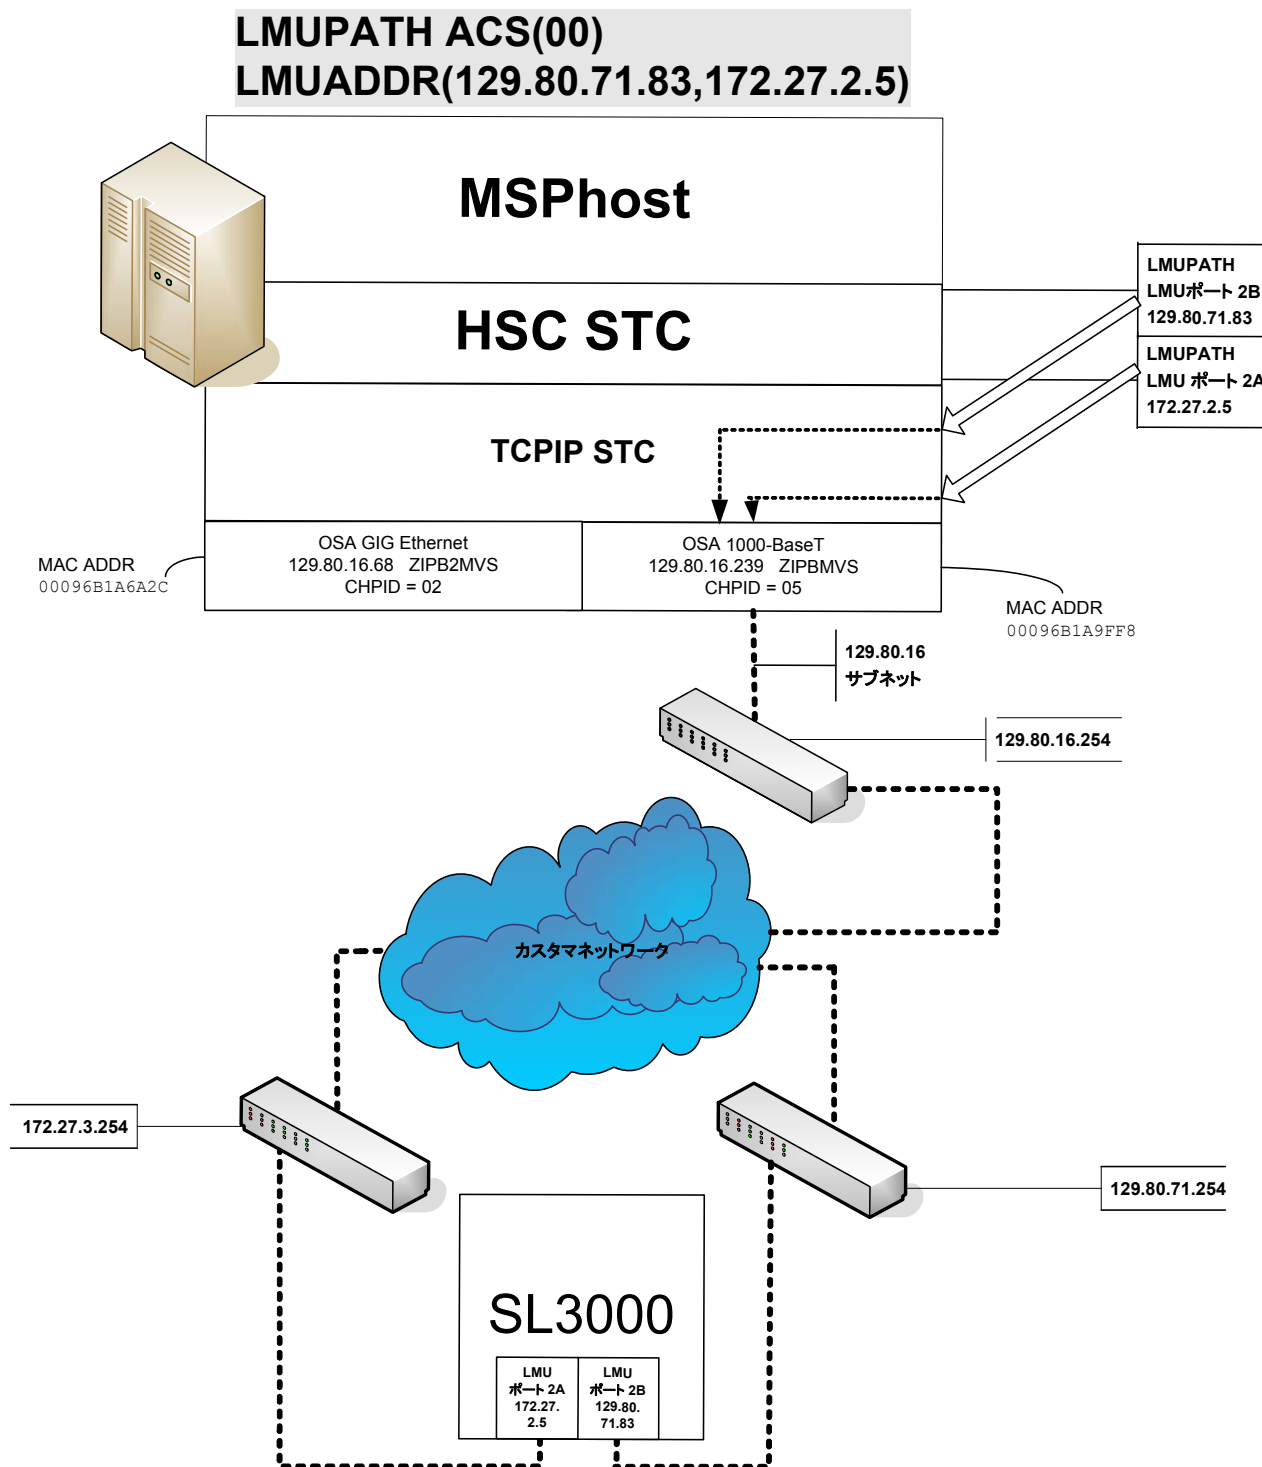 LMUPATH ACS(00)
LMUADDR(129.80.71.83,172.27.2.5)
MSPhost
HSC STC
TCPIP STC
LMUPATH
LMUポート 2B
129.80.71.83
LMUPATH
LMU ポート 2A
172.27.2.5
OSA GIG Ethernet
129.80.16.68 ZIPB2MVS
CHPID = 02
OSA 1000-BaseT
129.80.16.239 ZIPBMVS
CHPID = 05
MAC ADDR
00096B1A6A2C
MAC ADDR
00096B1A9FF8
129.80.16
サブネット
129.80.16.254
カスタマネットワーク
172.27.3.254
129.80.71.254
SL3000
LMU
ポート 2A
172.27.
2.5
LMU
ポート 2B
129.80.
71.83